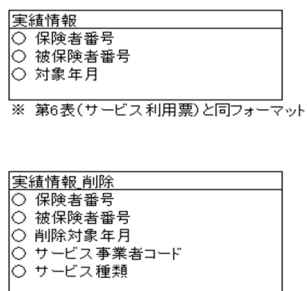 実績情報
○ 保険者番号
○ 被保険者番号
○ 対象年月
※ 第6表(サービス利用票)と同フォーマット
実績情報_削除
○ 保険者番号
○ 被保険者番号
○ 削除対象年月
○ サービス事業者コード
○ サービス種類